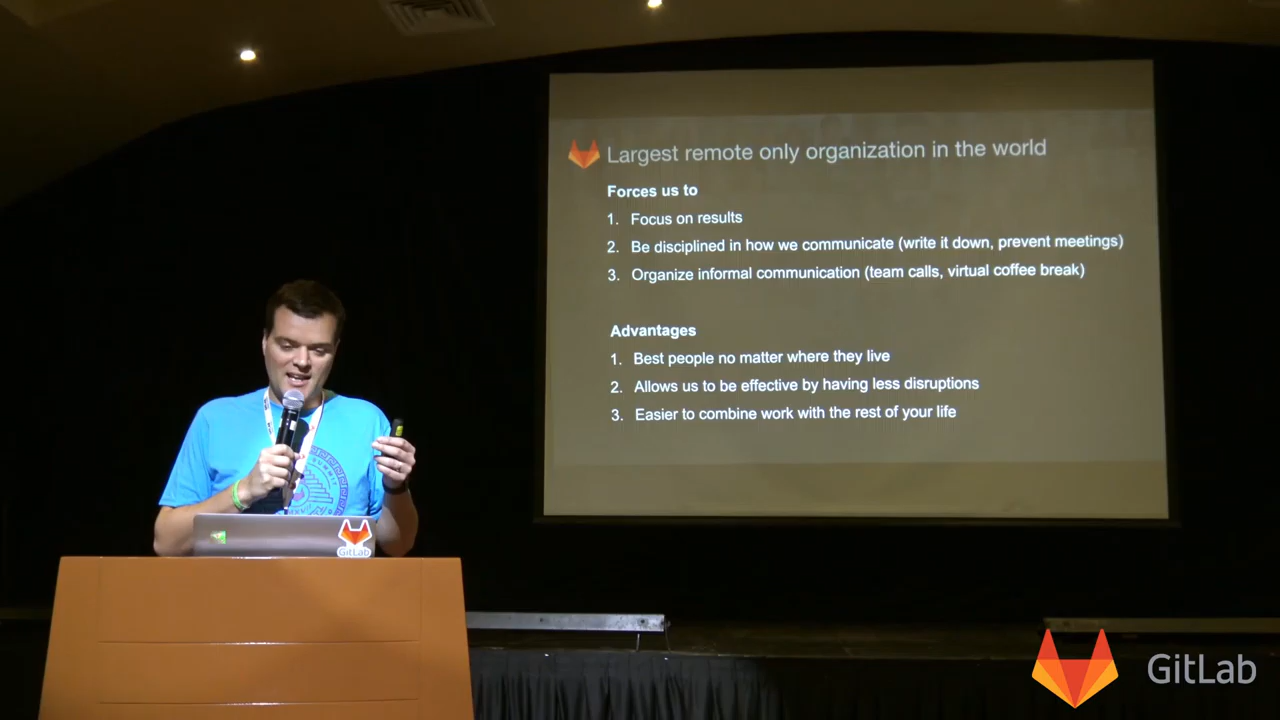 Largest remote only organization in the world
Forces us to
1. Focus on results
2. Be disciplined in how we communicate (write it down, prevent meetings)
3. Organize informal communication (team calls, virtual coffee break)
Advantages
1. Best people no matter where they live
2. Allows us to be effective by having less disruptions
3. Easier to combine work with the rest of your life
GitLab
GitLab